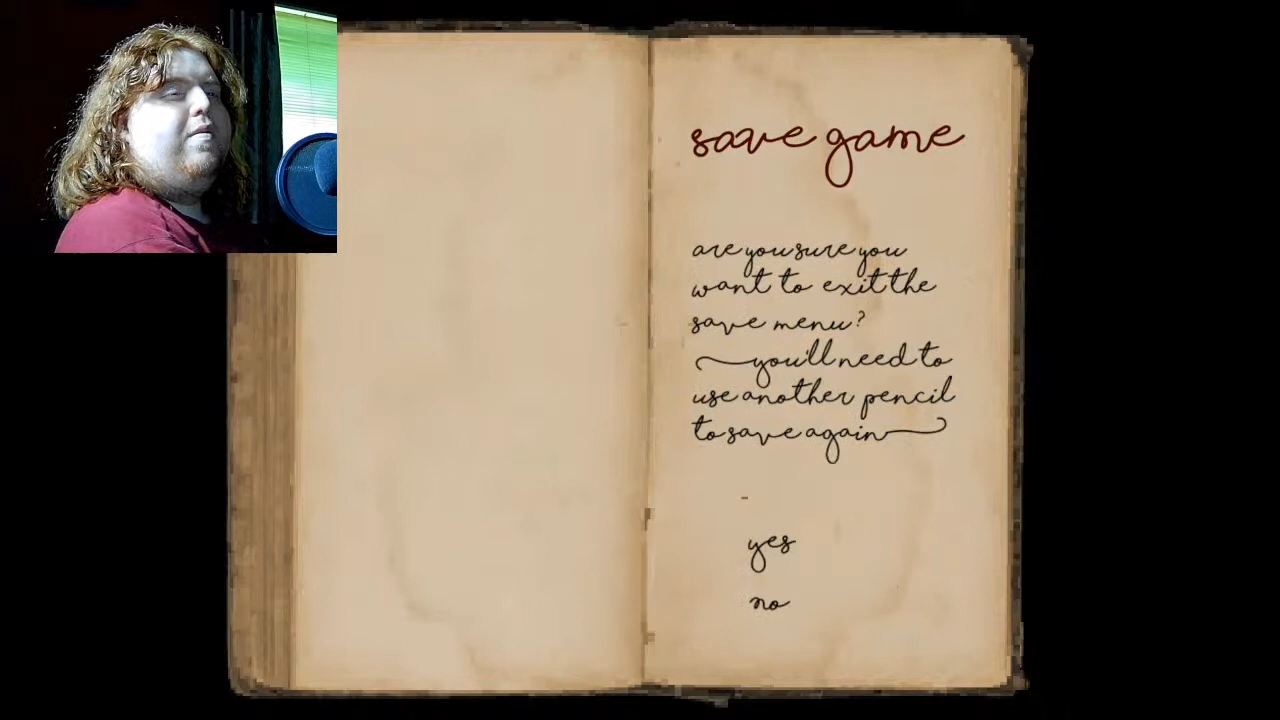 save game
are you sure you
want to exit the
save menu?
you'll need to
use another pencil
to save again
yes
no